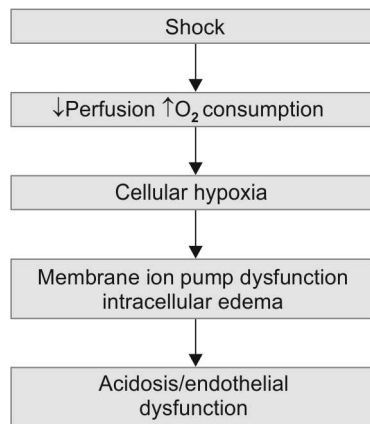 Shock
↓Perfusion ↑O₂ consumption
Cellular hypoxia
Membrane ion pump dysfunction
intracellular edema
Acidosis/endothelial
dysfunction